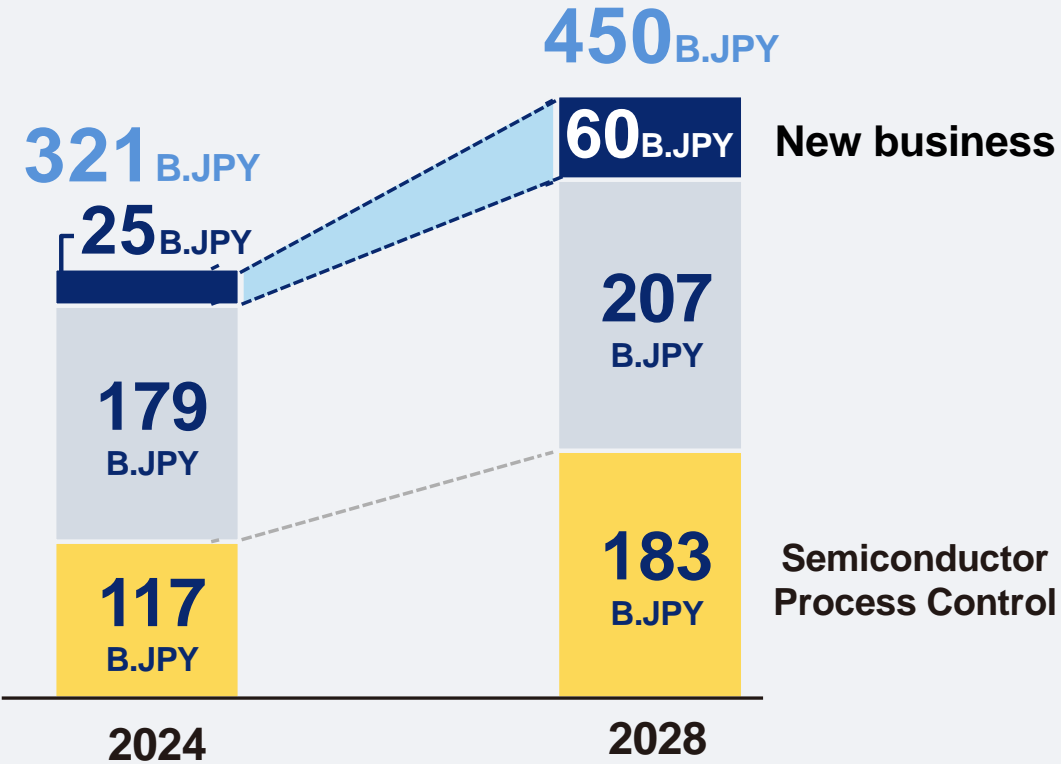 450B.JPY
321B.JPY
60B.JPY
New business
25B.JPY
207
B.JPY
179
B.JPY
183
B.JPY
Semiconductor
Process Control
117
B.JPY
2024
2028